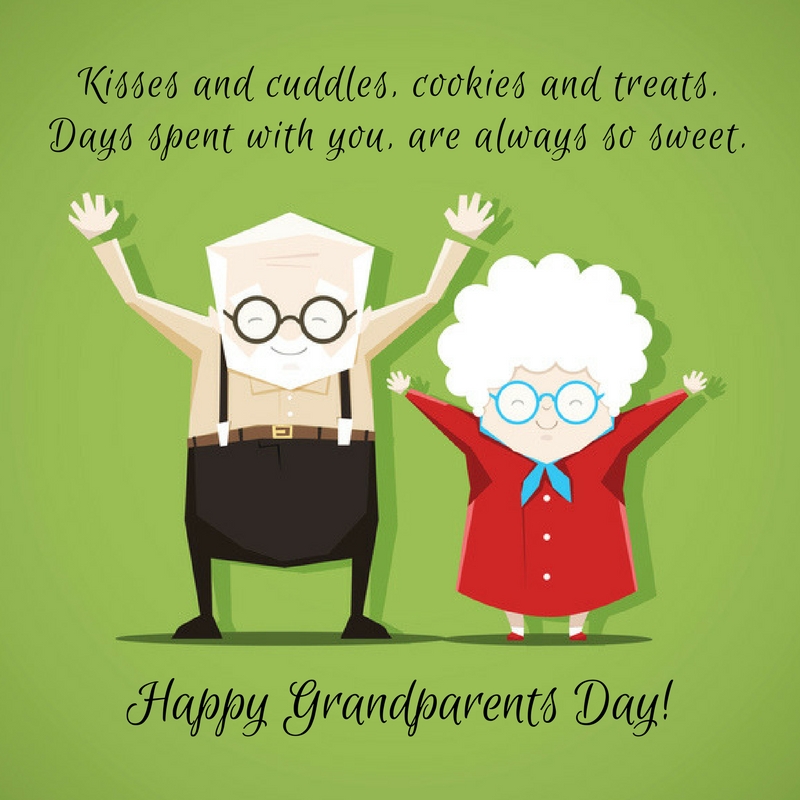 Kisses and cuddles, cookies and treats.
Days spent with you, are always so sweet.
Happy Grandparents Day!